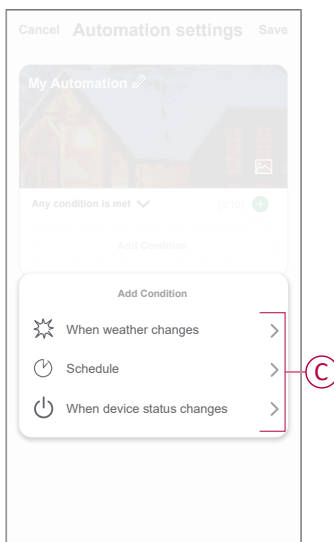 Cancel Automation settings Save
My Automation
Any condition is met (0/10)
Add Condition
Add Condition
When weather changes
Schedule
When device status changes
C